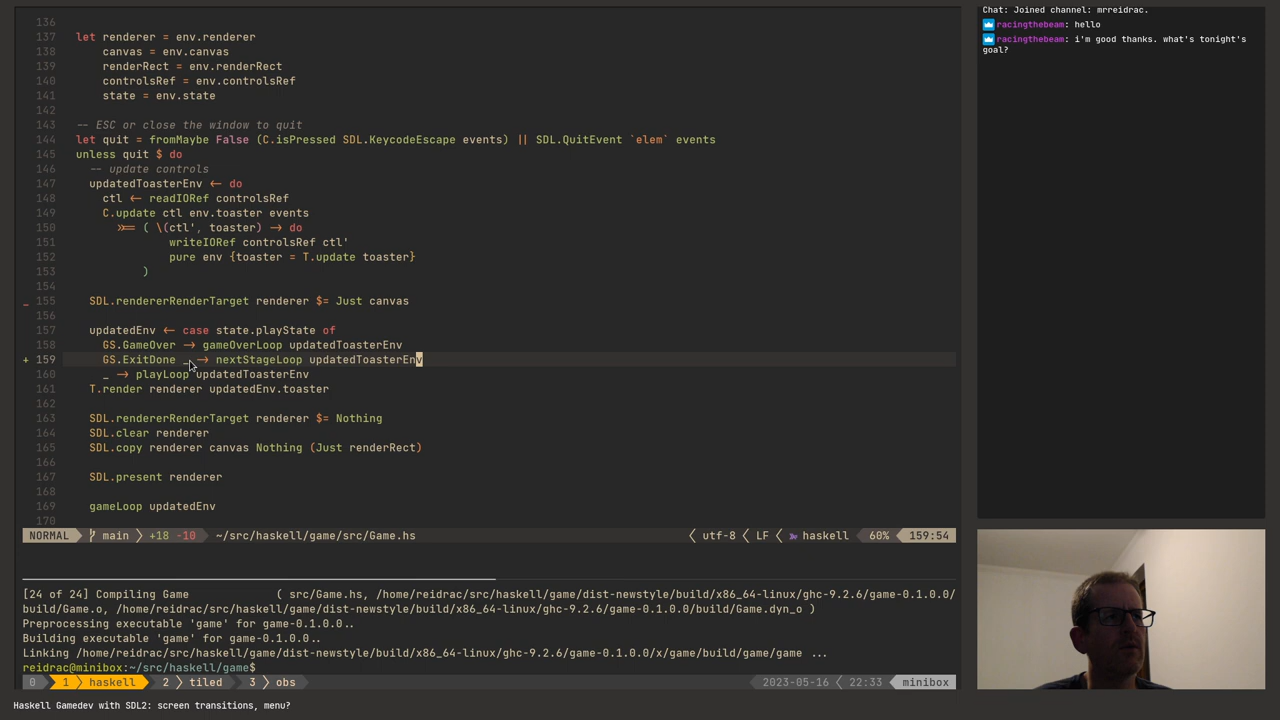 136
137 let renderer = env.renderer
138 canvas = env.canvas
139 renderRect = env.renderRect
140 controlsRef = env.controlsRef
141 state = env.state
142
143 -- ESC or close the window to quit
144 let quit = fromMaybe False (C.isPressed SDL.KeycodeEscape events) || SDL.QuitEvent `elem` events
145 unless quit $ do
146 -- update controls
147 updatedToasterEnv <- do
148 ctl <- readIORef controlsRef
149 C.update ctl env.toaster events
150 >>= ( \(ctl', toaster) -> do
151 writeIORef controlsRef ctl'
152 pure env {toaster = T.update toaster}
153 )
154
_ 155 SDL.rendererRenderTarget renderer $= Just canvas
156
157 updatedEnv <- case state.playState of
158 GS.GameOver -> gameOverLoop updatedToasterEnv
+ 159 GS.ExitDone _ -> nextStageLoop updatedToasterEnv
160 _ -> playLoop updatedToasterEnv
161 T.render renderer updatedEnv.toaster
162
163 SDL.rendererRenderTarget renderer $= Nothing
164 SDL.clear renderer
165 SDL.copy renderer canvas Nothing (Just renderRect)
166
167 SDL.present renderer
168
169 gameLoop updatedEnv
170
NORMAL main +18 -10 ~/src/haskell/game/src/Game.hs utf-8 LF haskell 60% 159:54
[24 of 24] Compiling Game ( src/Game.hs, /home/reidrac/src/haskell/game/dist-newstyle/build/x86_64-linux/ghc-9.2.6/game-0.1.0.0/
build/Game.o, /home/reidrac/src/haskell/game/dist-newstyle/build/x86_64-linux/ghc-9.2.6/game-0.1.0.0/build/Game.dyn_o )
Preprocessing executable 'game' for game-0.1.0.0..
Building executable 'game' for game-0.1.0.0..
Linking /home/reidrac/src/haskell/game/dist-newstyle/build/x86_64-linux/ghc-9.2.6/game-0.1.0.0/x/game/build/game/game ...
reidrac@minibox:~/src/haskell/game$
0 1 haskell 2 tiled 3 obs 2023-05-16 22:33 minibox
Chat: Joined channel: mrreidrac.
racingthebeam: hello
racingthebeam: i'm good thanks. what's tonight's
goal?
Haskell Gamedev with SDL2: screen transitions, menu?